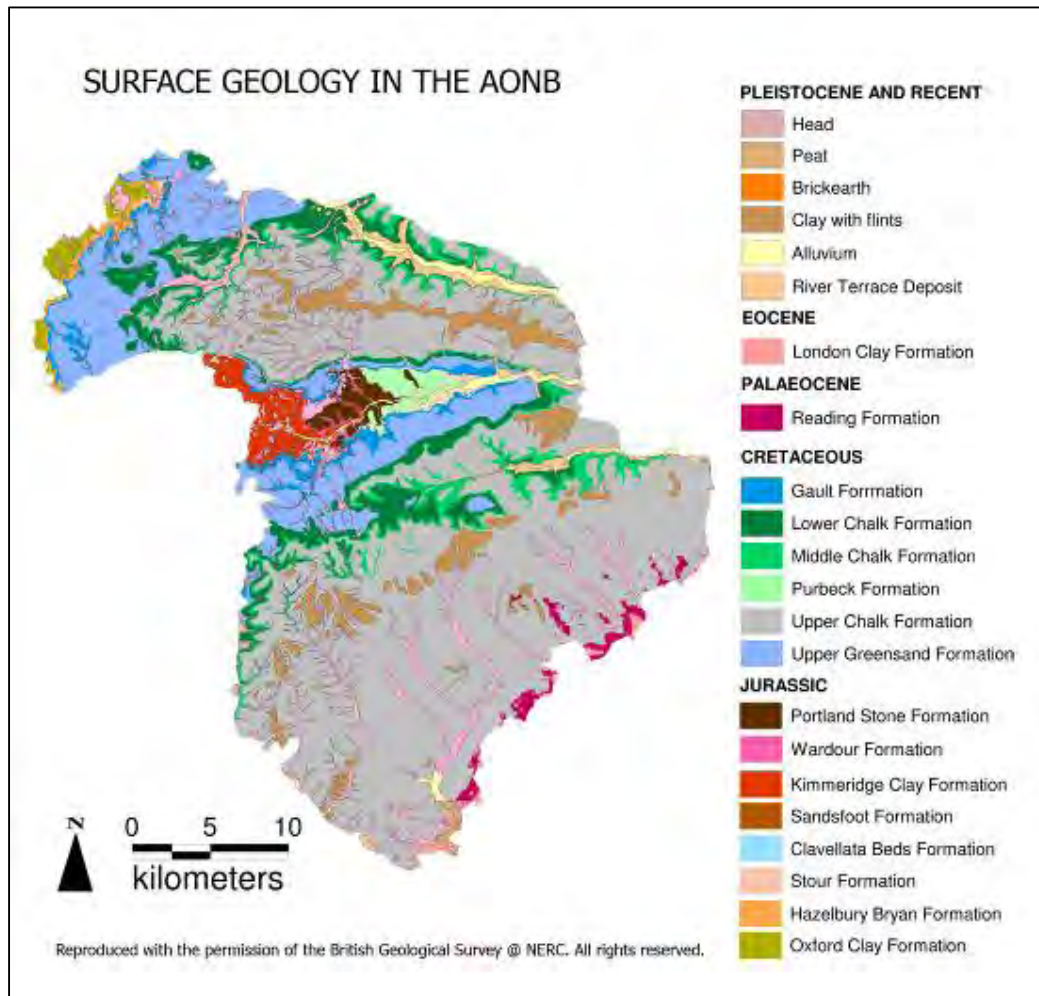 SURFACE GEOLOGY IN THE AONB
PLEISTOCENE AND RECENT
Head
Peat
Brickearth
Clay with flints
Alluvium
River Terrace Deposit
EOCENE
London Clay Formation
PALAEOCENE
Reading Formation
CRETACEOUS
Gault Forrmation
Lower Chalk Formation
Middle Chalk Formation
Purbeck Formation
Upper Chalk Formation
Upper Greensand Formation
JURASSIC
Portland Stone Formation
Wardour Formation
Kimmeridge Clay Formation
Sandsfoot Formation
Clavellata Beds Formation
Stour Formation
Hazelbury Bryan Formation
Oxford Clay Formation
N
0 5 10
kilometers
Reproduced with the permission of the British Geological Survey @ NERC. All rights reserved.